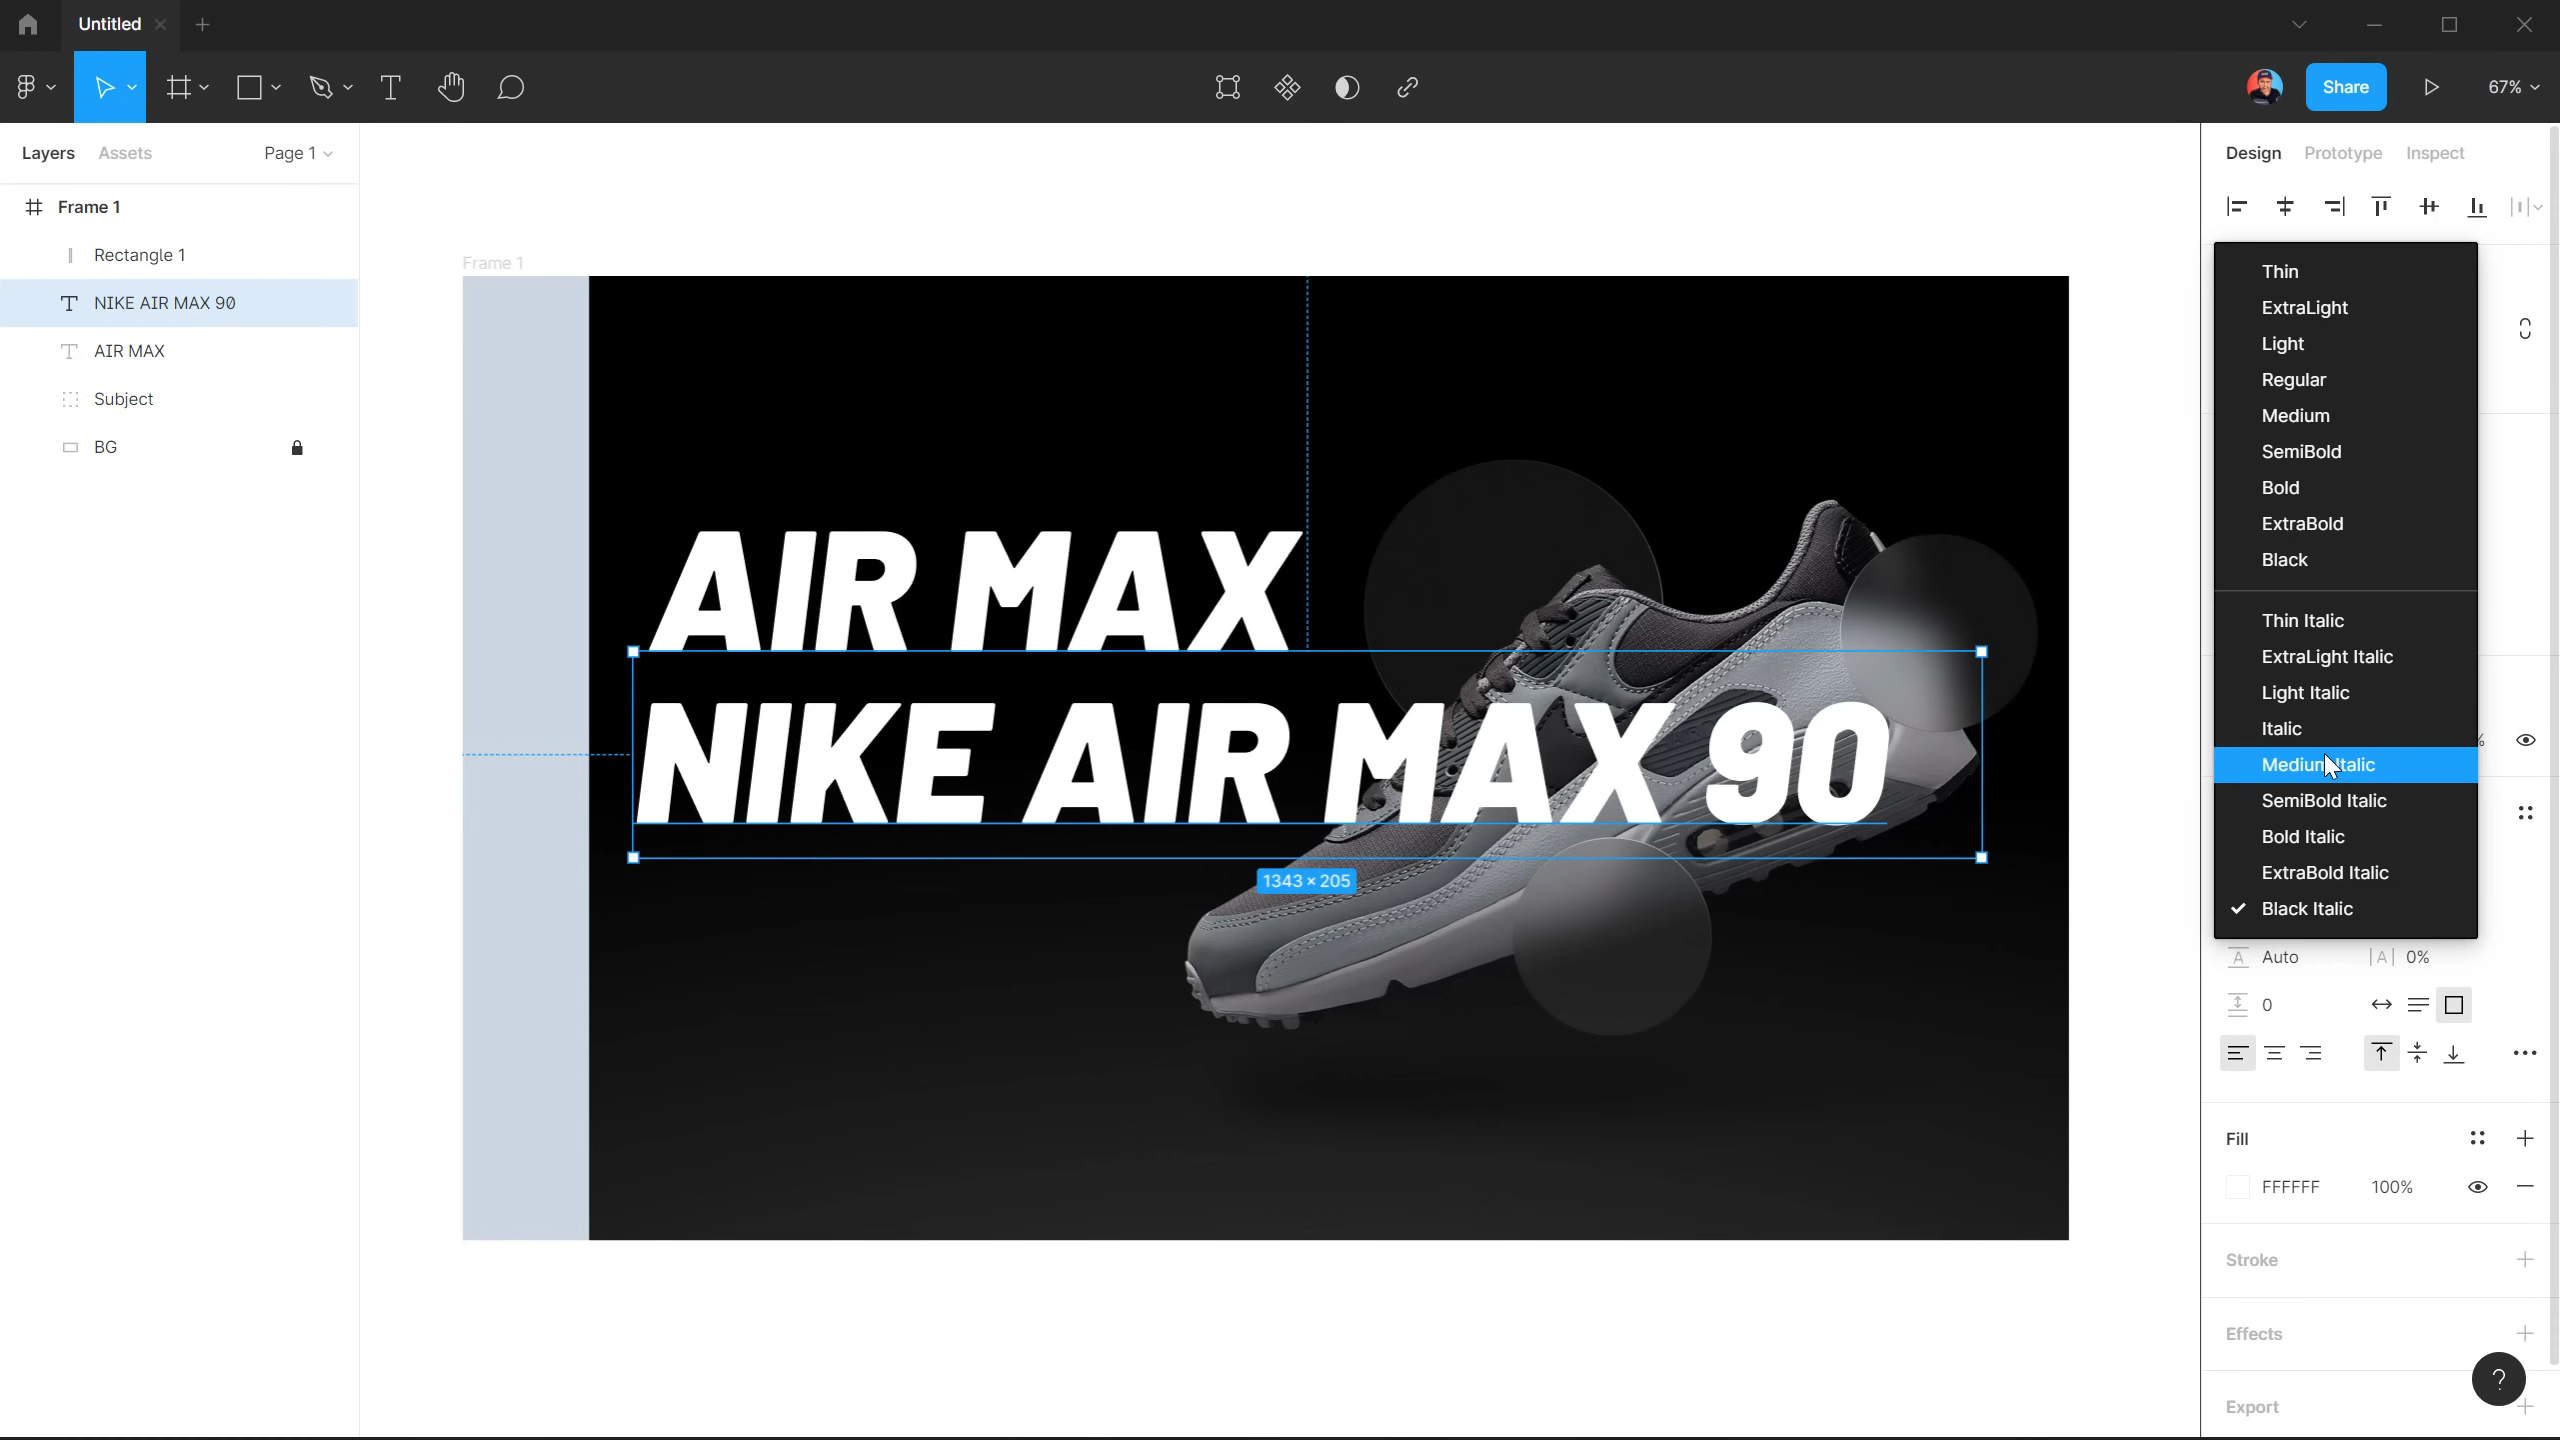 Untitled
Share
67%
Layers Assets Page 1
Design Prototype Inspect
Frame 1
Rectangle 1
NIKE AIR MAX 90
AIR MAX
Subject
BG
Frame 1
AIR MAX
NIKE AIR MAX 90
1343 × 205
Thin
ExtraLight
Light
Regular
Medium
SemiBold
Bold
ExtraBold
Black
Thin Italic
ExtraLight Italic
Light Italic
Italic
Medium Italic
SemiBold Italic
Bold Italic
ExtraBold Italic
Black Italic
%
Auto |A| 0%
0
Fill
FFFFFF 100%
Stroke
Effects
?
Export